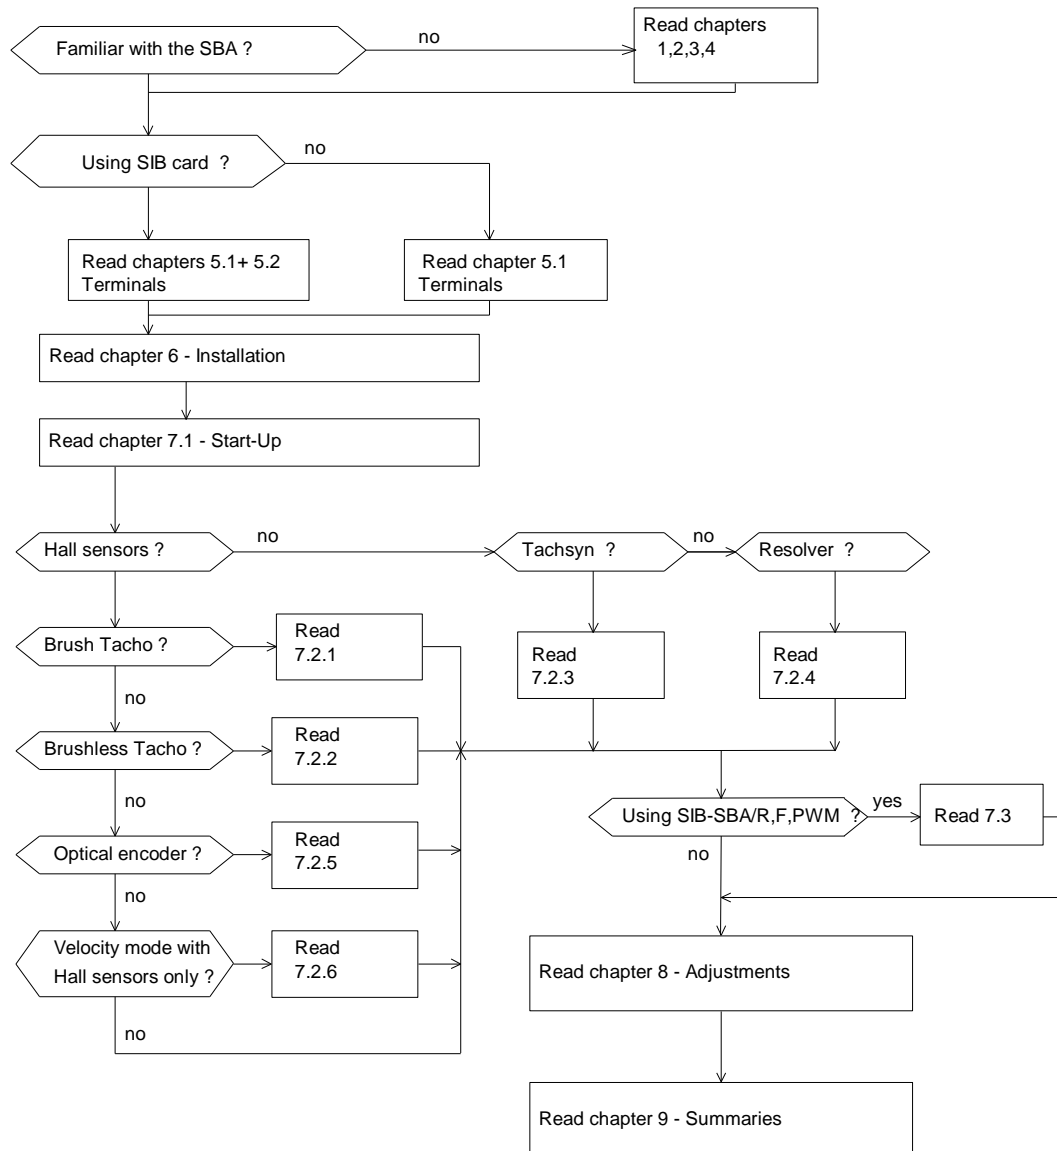 Familiar with the SBA ?
no
Read chapters
1,2,3,4
Using SIB card ?
no
Read chapters 5.1+ 5.2
Terminals
Read chapter 5.1
Terminals
Read chapter 6 - Installation
Read chapter 7.1 - Start-Up
Hall sensors ?
no
Tachsyn ?
no
Resolver ?
Brush Tacho ?
Read
7.2.1
Read
7.2.3
Read
7.2.4
no
Brushless Tacho ?
Read
7.2.2
no
Using SIB-SBA/R,F,PWM ?
yes
Read 7.3
no
Optical encoder ?
Read
7.2.5
no
Velocity mode with
Hall sensors only ?
Read
7.2.6
no
Read chapter 8 - Adjustments
Read chapter 9 - Summaries